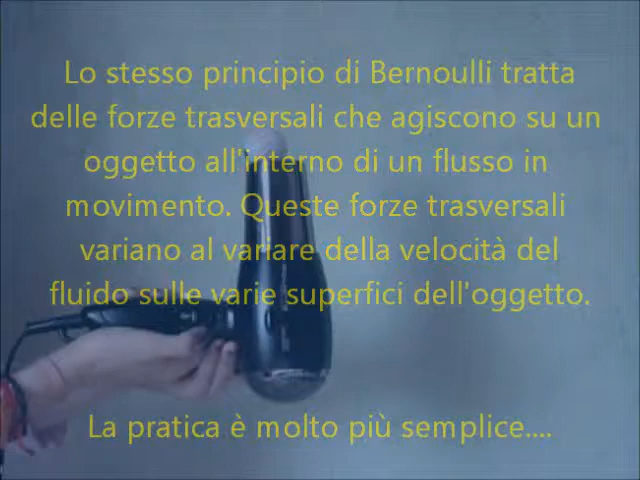 Lo stesso principio di Bernoulli tratta
delle forze trasversali che agiscono su un
oggetto all'interno di un flusso in
movimento. Queste forze trasversali
variano al variare della velocità del
fluido sulle varie superfici dell'oggetto.
La pratica è molto più semplice....